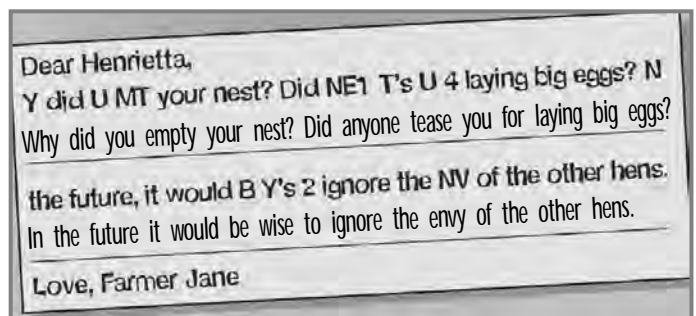 Dear Henrietta,
Y did U MT your nest? Did NE1 T's U 4 laying big eggs? N
Why did you empty your nest? Did anyone tease you for laying big eggs?
the future, it would B Y's 2 ignore the NV of the other hens.
In the future it would be wise to ignore the envy of the other hens.
Love, Farmer Jane